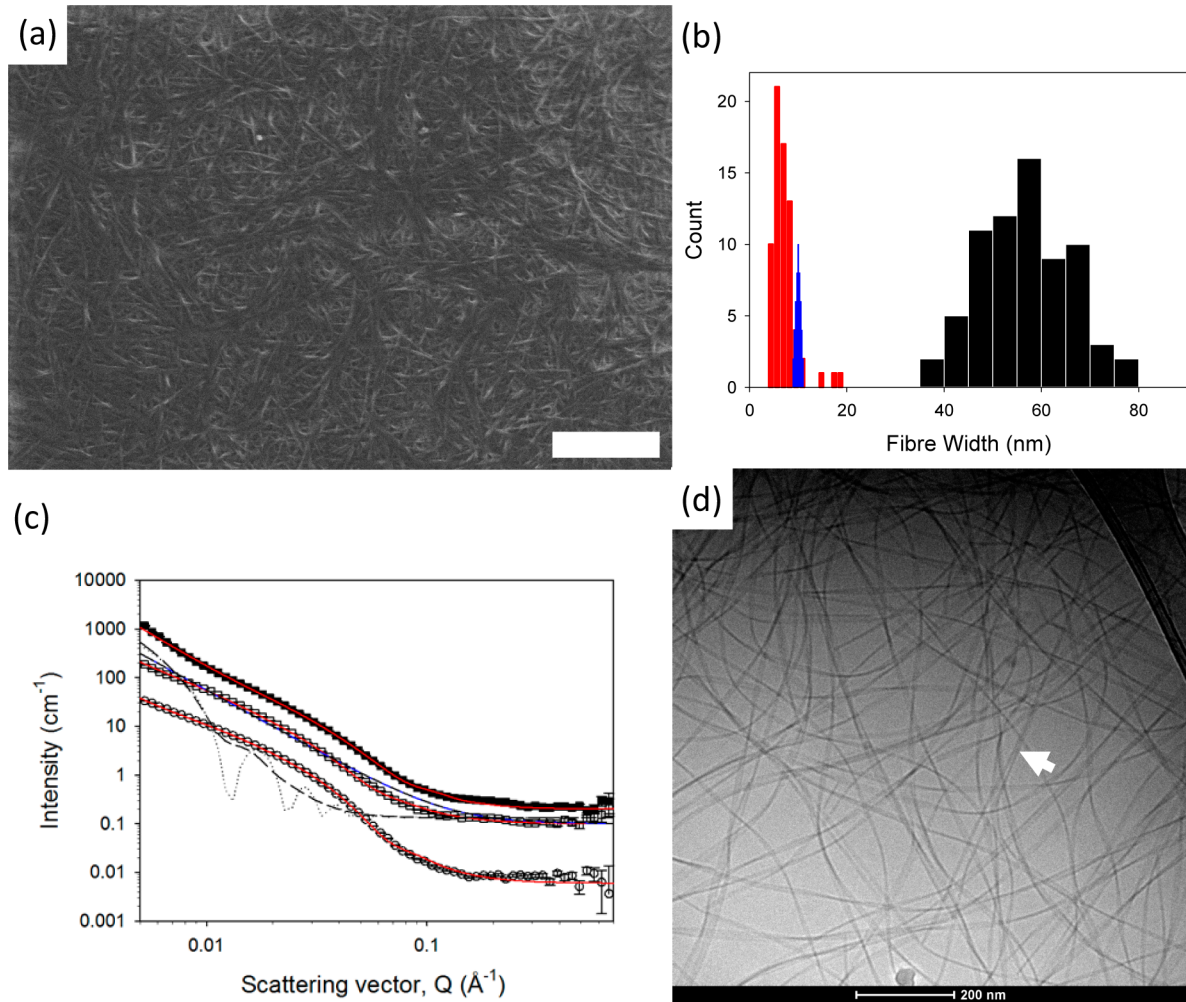 (a)
(b)
20
15
10
5
0
Count
0 20 40 60 80
Fibre Width (nm)
(c)
10000
1000
100
10
1
0.1
0.01
0.001
Intensity (cm⁻¹)
0.01 0.1
Scattering vector, Q (Å⁻¹)
(d)
200 nm